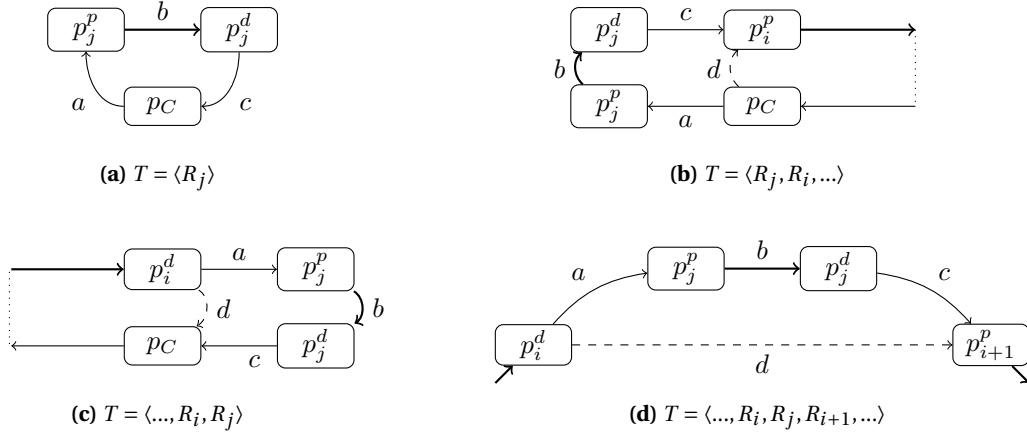 b
p_j^p p_j^d
a p_C c
(a) T = ⟨R_j⟩
p_j^d c p_i^p
b d
p_j^p a p_C
(b) T = ⟨R_j, R_i, ...⟩
p_i^d a p_j^p
d b
p_C c p_j^d
(c) T = ⟨..., R_i, R_j⟩
p_j^p b p_j^d
a c
p_i^d d p_{i+1}^p
(d) T = ⟨..., R_i, R_j, R_{i+1}, ...⟩